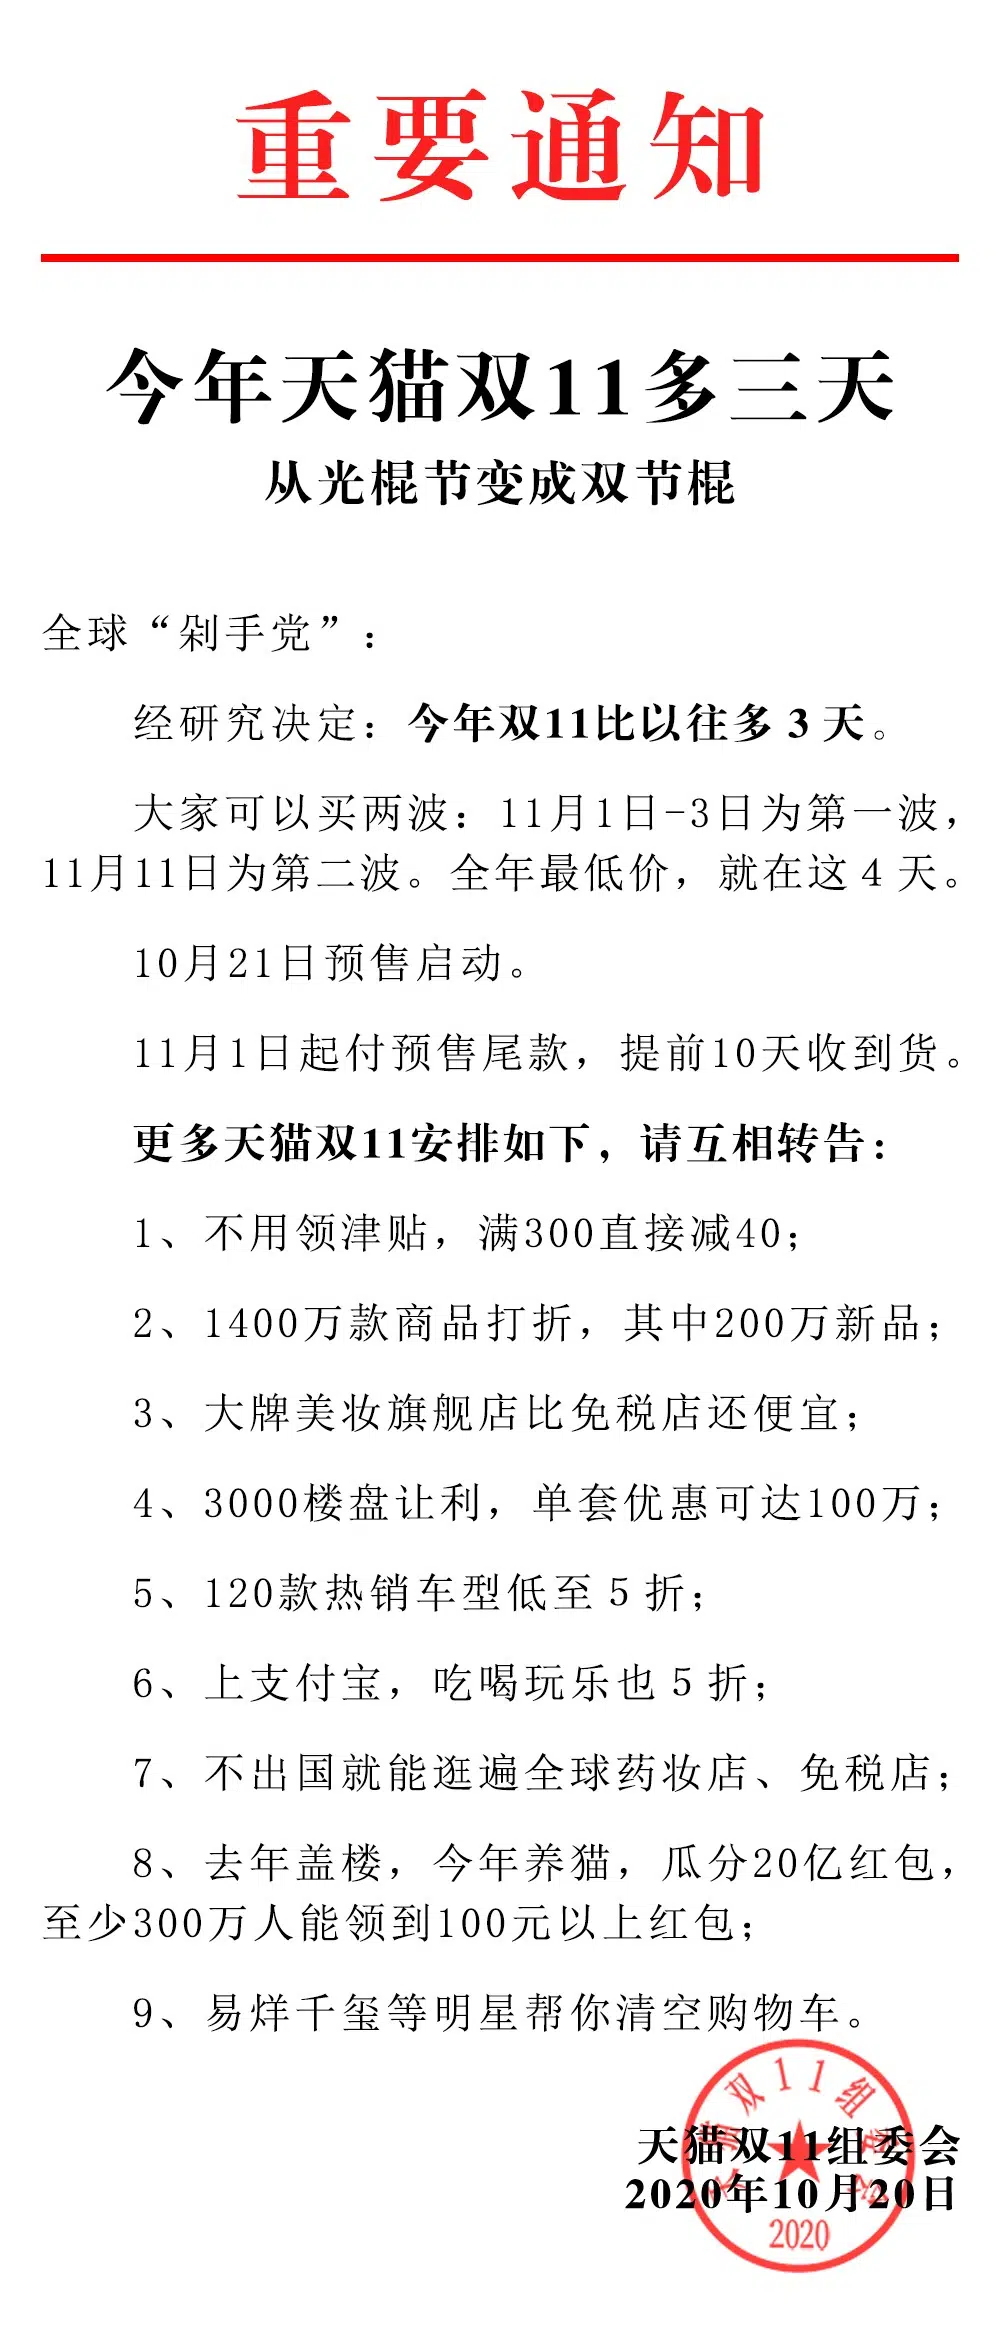 重要通知
今年天猫双11多三天
从光棍节变成双节棍
全球“剁手党”：
经研究决定：今年双11比以往多3天。
大家可以买两波：11月1日-3日为第一波，
11月11日为第二波。全年最低价，就在这4天。
10月21日预售启动。
11月1日起付预售尾款，提前10天收到货。
更多天猫双11安排如下，请互相转告：
1、不用领津贴，满300直接减40；
2、1400万款商品打折，其中200万新品；
3、大牌美妆旗舰店比免税店还便宜；
4、3000楼盘让利，单套优惠可达100万；
5、120款热销车型低至5折；
6、上支付宝，吃喝玩乐也5折；
7、不出国就能逛遍全球药妆店、免税店；
8、去年盖楼，今年养猫，瓜分20亿红包，
至少300万人能领到100元以上红包；
9、易烊千玺等明星帮你清空购物车。
天猫双11组委会
2020年10月20日
天猫双11组委会
2020